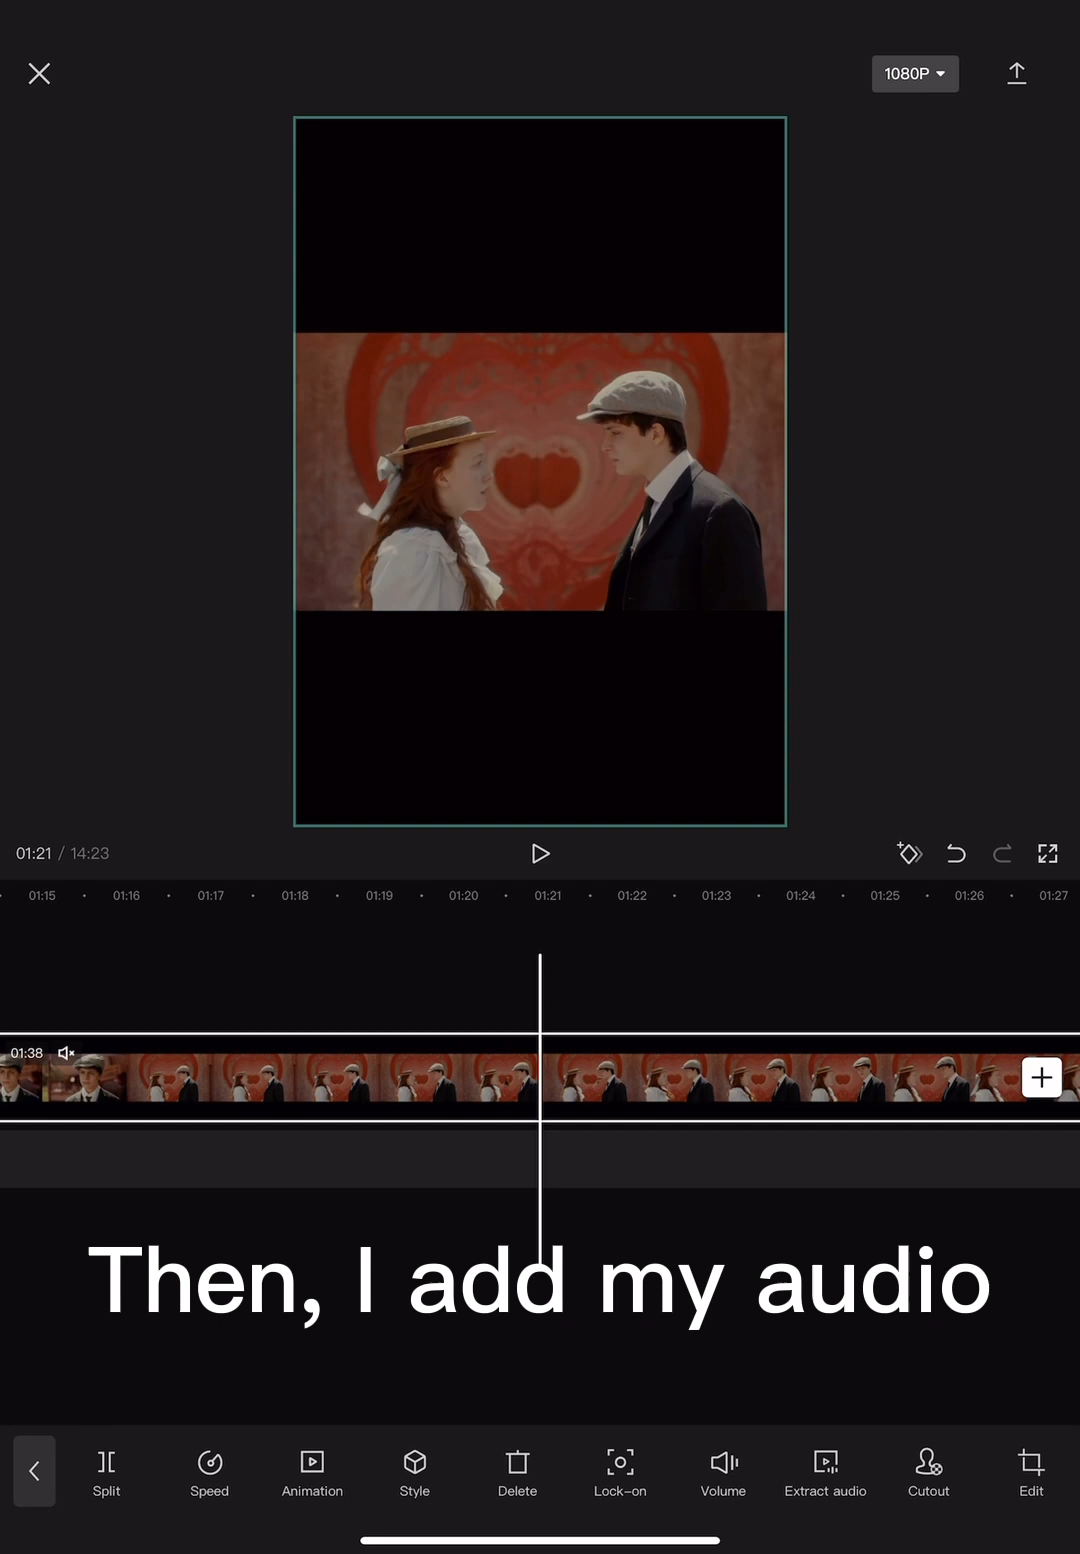 1080P
01:21 / 14:23
01:15 01:16 01:17 01:18 01:19 01:20 01:21 01:22 01:23 01:24 01:25 01:26 01:27
01:38
Then, I add my audio
Split Speed Animation Style Delete Lock-on Volume Extract audio Cutout Edit